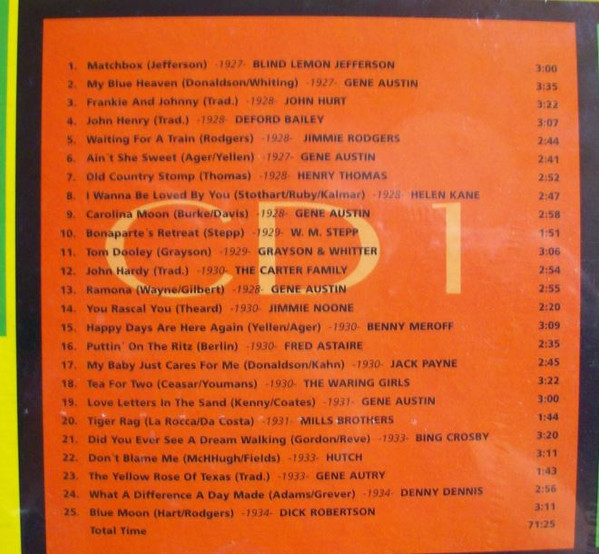 1. Matchbox (Jefferson) -1927- BLIND LEMON JEFFERSON 3:00
2. My Blue Heaven (Donaldson/Whiting) -1927- GENE AUSTIN 3:35
3. Frankie And Johnny (Trad.) -1928- JOHN HURT 3:22
4. John Henry (Trad.) -1928- DEFORD BAILEY 3:07
5. Waiting For A Train (Rodgers) -1928- JIMMIE RODGERS 2:44
6. Ain´t She Sweet (Ager/Yellen) -1927- GENE AUSTIN 2:41
7. Old Country Stomp (Thomas) -1928- HENRY THOMAS 2:52
8. I Wanna Be Loved By You (Stothart/Ruby/Kalmar) -1928- HELEN KANE 2:47
9. Carolina Moon (Burke/Davis) -1928- GENE AUSTIN 2:58
10. Bonaparte`s Retreat (Stepp) -1929- W. M. STEPP 1:51
11. Tom Dooley (Grayson) -1929- GRAYSON & WHITTER 3:06
12. John Hardy (Trad.) -1930- THE CARTER FAMILY 2:54
13. Ramona (Wayne/Gilbert) -1928- GENE AUSTIN 2:55
14. You Rascal You (Theard) -1930- JIMMIE NOONE 2:20
15. Happy Days Are Here Again (Yellen/Ager) -1930- BENNY MEROFF 3:09
16. Puttin´ On The Ritz (Berlin) -1930- FRED ASTAIRE 2:35
17. My Baby Just Cares For Me (Donaldson/Kahn) -1930- JACK PAYNE 2:45
18. Tea For Two (Ceasar/Youmans) -1930- THE WARING GIRLS 3:22
19. Love Letters In The Sand (Kenny/Coates) -1931- GENE AUSTIN 3:00
20. Tiger Rag (La Rocca/Da Costa) -1931- MILLS BROTHERS 1:44
21. Did You Ever See A Dream Walking (Gordon/Reve) -1933- BING CROSBY 3:20
22. Don´t Blame Me (McHHugh/Fields) -1933- HUTCH 3:11
23. The Yellow Rose Of Texas (Trad.) -1933- GENE AUTRY 1:43
24. What A Difference A Day Made (Adams/Grever) -1934- DENNY DENNIS 2:56
25. Blue Moon (Hart/Rodgers) -1934- DICK ROBERTSON 3:11
Total Time 71:25
CD 1